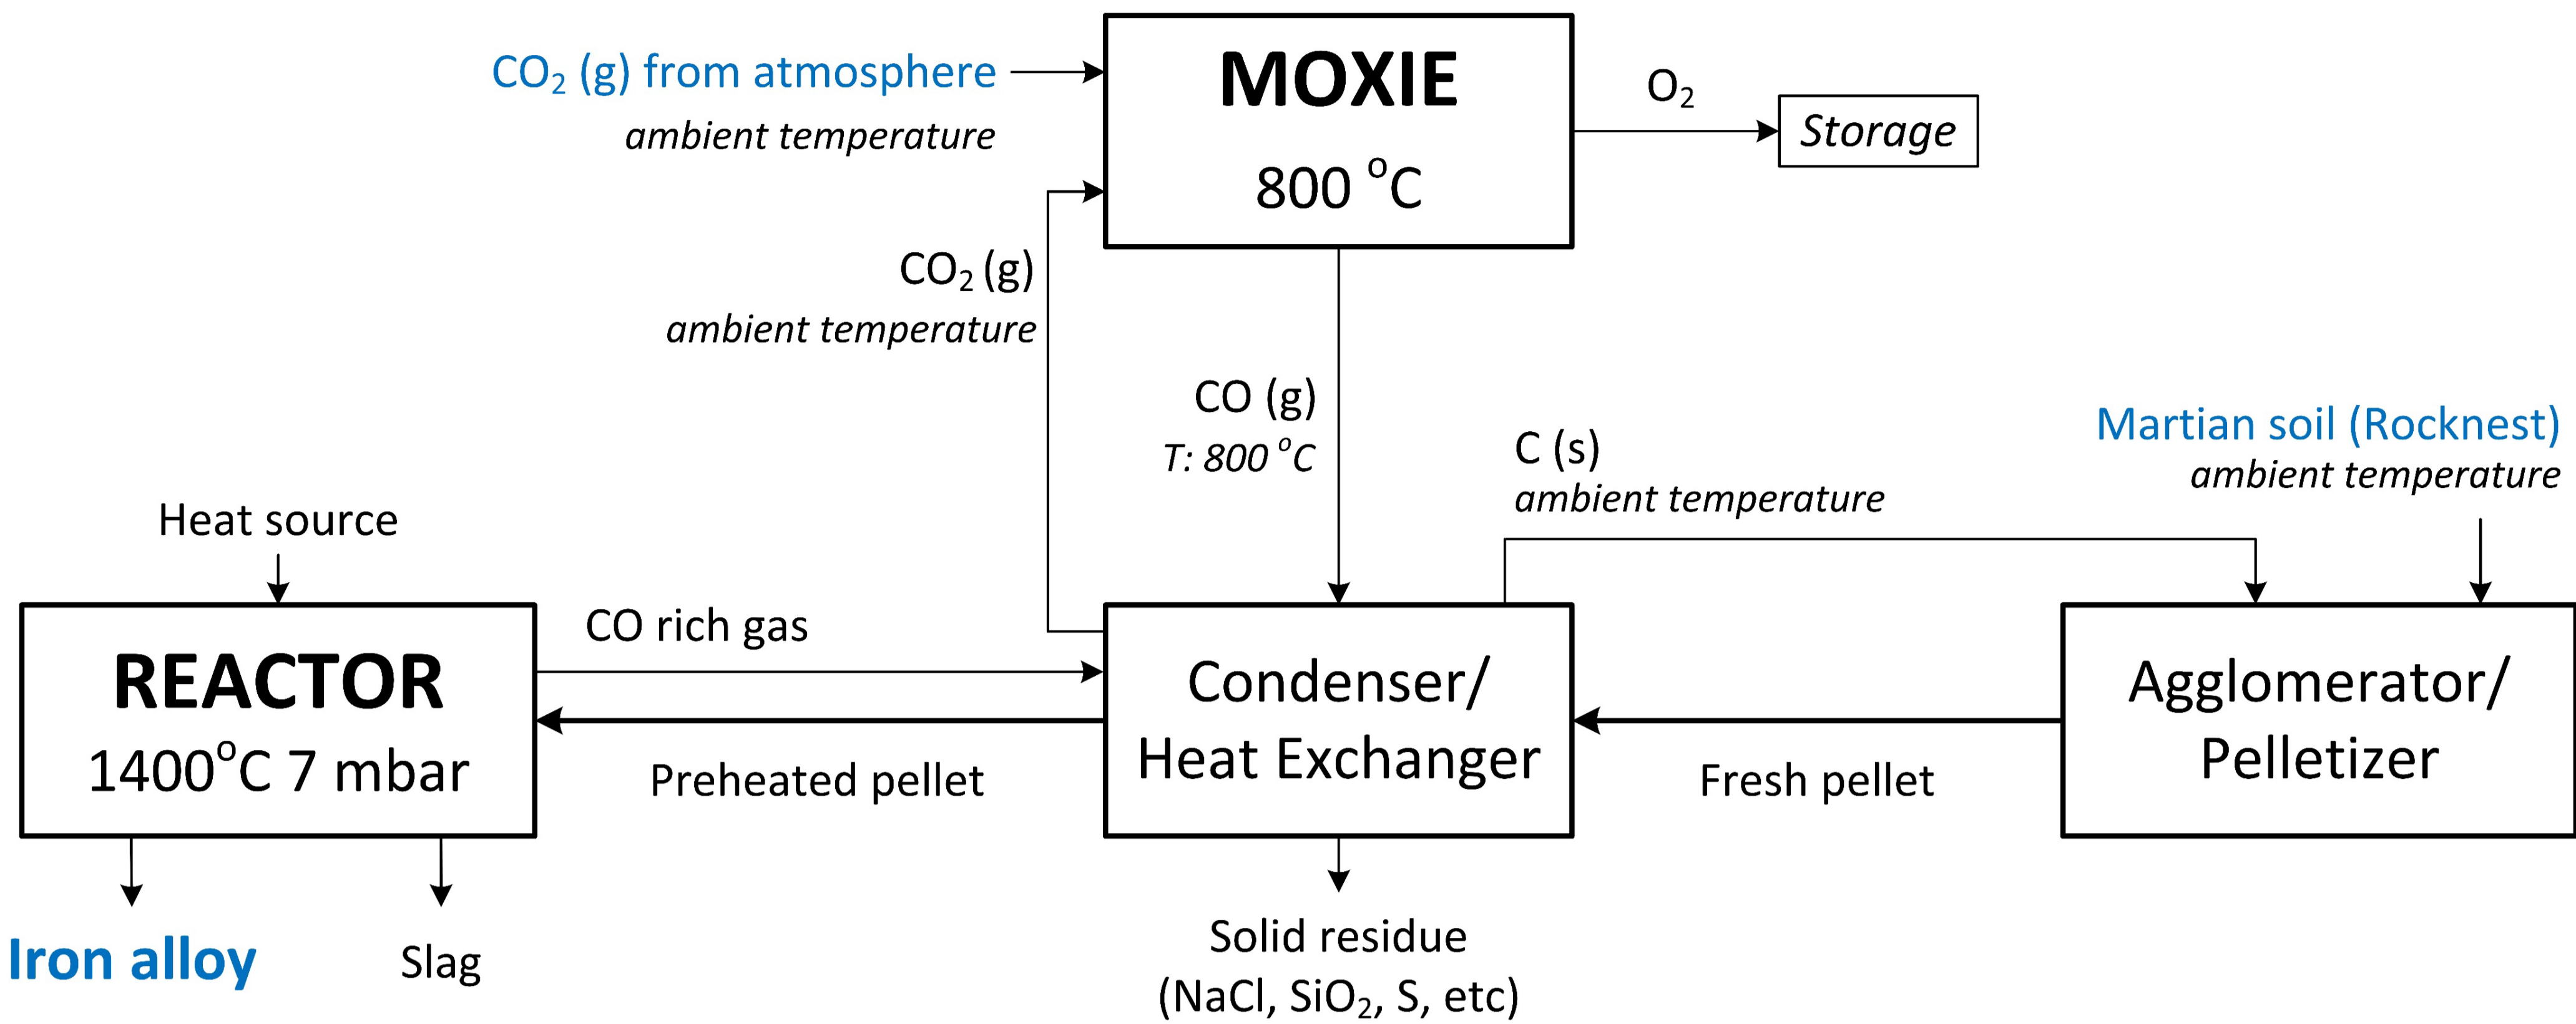 CO₂ (g) from atmosphere
ambient temperature
MOXIE
800 °C
O₂
Storage
CO₂ (g)
ambient temperature
CO (g)
T: 800 °C
C (s)
ambient temperature
Martian soil (Rocknest)
ambient temperature
Heat source
REACTOR
1400°C 7 mbar
CO rich gas
Preheated pellet
Condenser/
Heat Exchanger
Fresh pellet
Agglomerator/
Pelletizer
Iron alloy
Slag
Solid residue
(NaCl, SiO₂, S, etc)